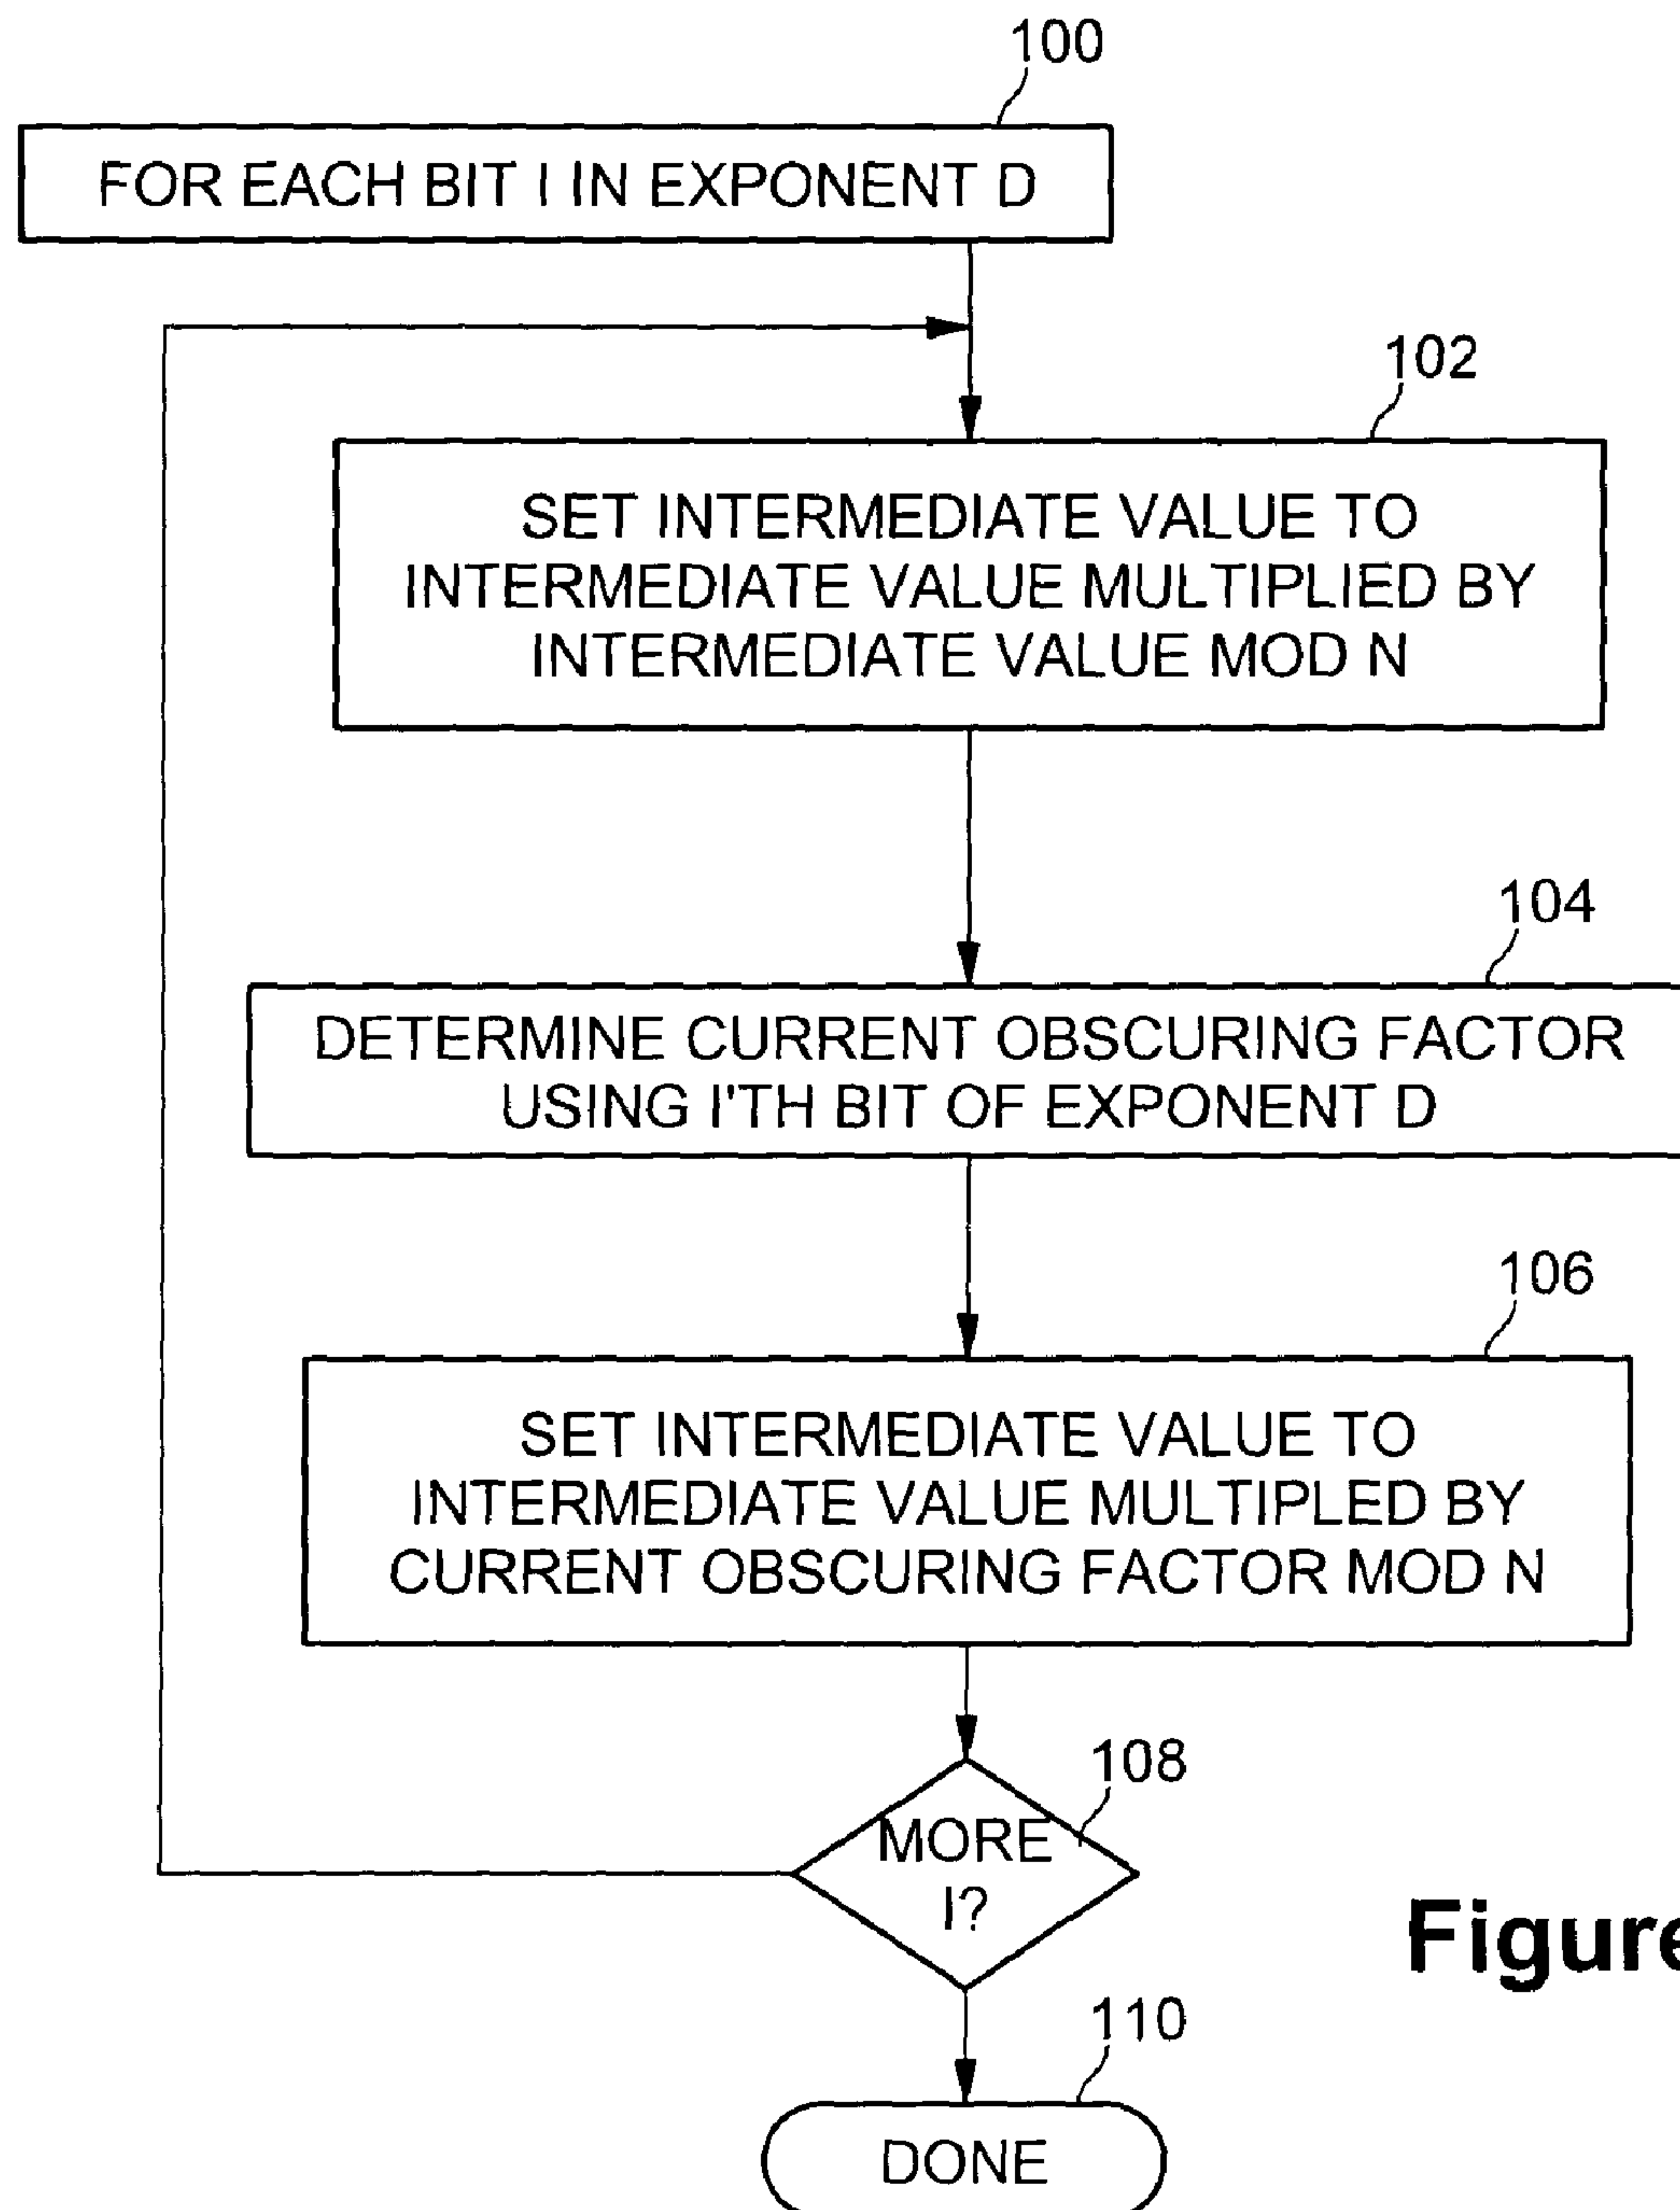 100
FOR EACH BIT I IN EXPONENT D
102
SET INTERMEDIATE VALUE TO
INTERMEDIATE VALUE MULTIPLIED BY
INTERMEDIATE VALUE MOD N
104
DETERMINE CURRENT OBSCURING FACTOR
USING I'TH BIT OF EXPONENT D
106
SET INTERMEDIATE VALUE TO
INTERMEDIATE VALUE MULTIPLED BY
CURRENT OBSCURING FACTOR MOD N
108
MORE
I?
Figure
110
DONE